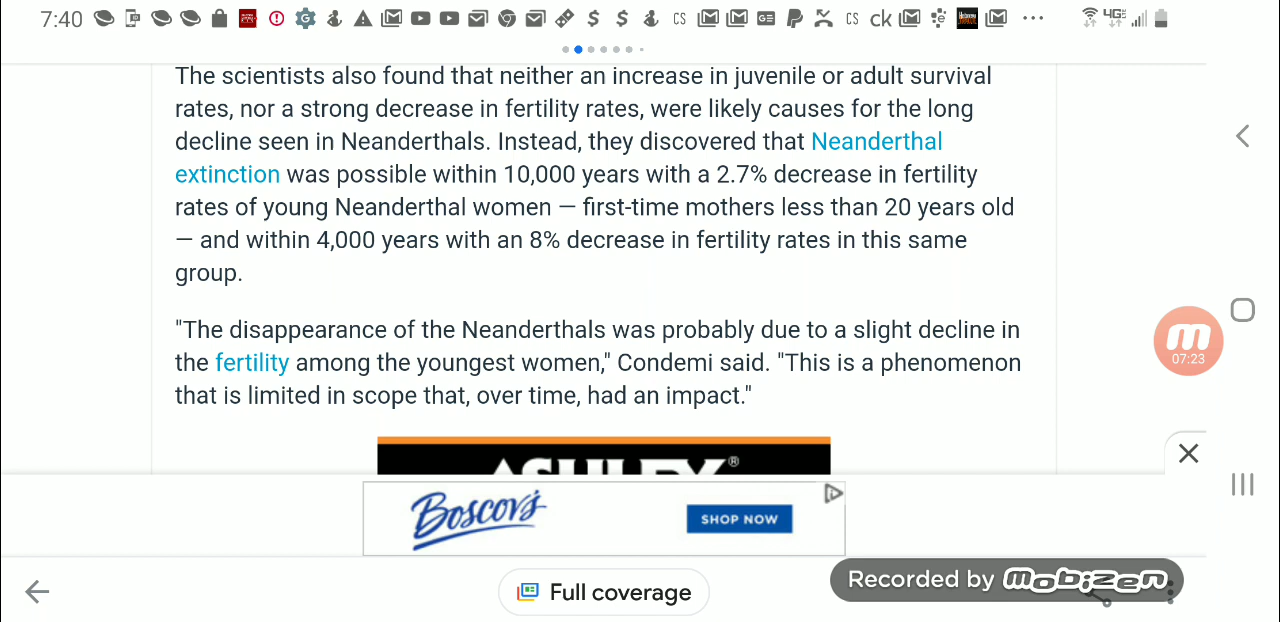 7:40 CS GE CS ck 4GE
The scientists also found that neither an increase in juvenile or adult survival
rates, nor a strong decrease in fertility rates, were likely causes for the long
decline seen in Neanderthals. Instead, they discovered that Neanderthal
extinction was possible within 10,000 years with a 2.7% decrease in fertility
rates of young Neanderthal women — first-time mothers less than 20 years old
— and within 4,000 years with an 8% decrease in fertility rates in this same
group.
"The disappearance of the Neanderthals was probably due to a slight decline in
the fertility among the youngest women," Condemi said. "This is a phenomenon
that is limited in scope that, over time, had an impact."
07:23
ASHLEY®
Boscov's
SHOP NOW
Full coverage
Recorded by mobizen